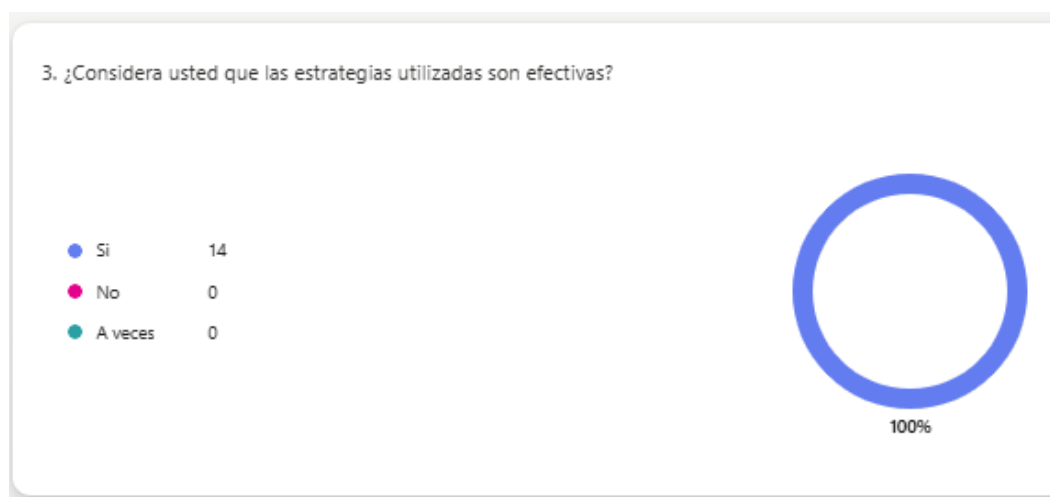 3. ¿Considera usted que las estrategias utilizadas son efectivas?
Si 14
No 0
A veces 0
100%